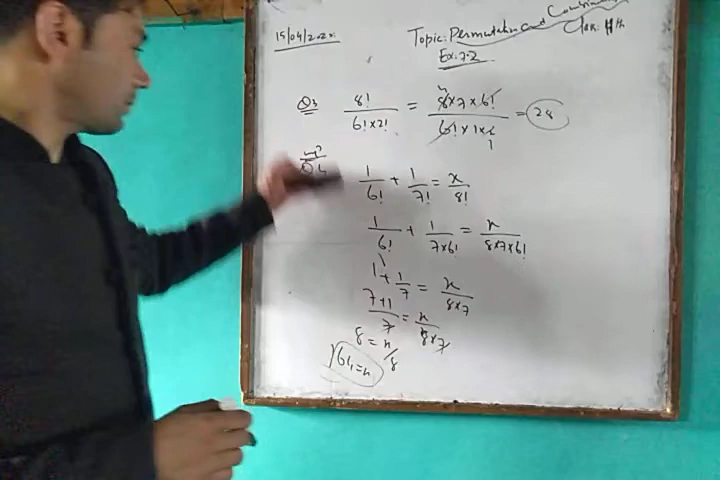 15/04/2020
Topic: Permutation and Combination
Class: 11th
Ex: 7.2
Q3 8! / 6!×2! = 8×7×6! / 6!×1×2 = 28
Q4 1/6! + 1/7! = x/8!
1/6! + 1/7×6! = x/8×7×6!
1 + 1/7 = x/8×7
7+1/7 = x/8×7
8 = x/8
64 = x